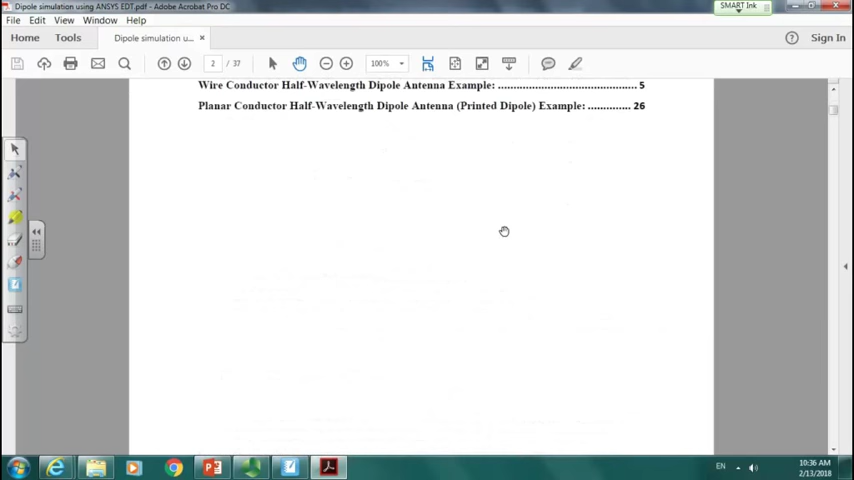 Dipole simulation using ANSYS EDT.pdf - Adobe Acrobat Pro DC
SMART Ink
File Edit View Window Help
Home Tools Dipole simulation u... × Sign In
2 / 37 100%
Wire Conductor Half-Wavelength Dipole Antenna Example: .......................................... 5
Planar Conductor Half-Wavelength Dipole Antenna (Printed Dipole) Example: ............. 26
EN
10:36 AM
2/13/2018